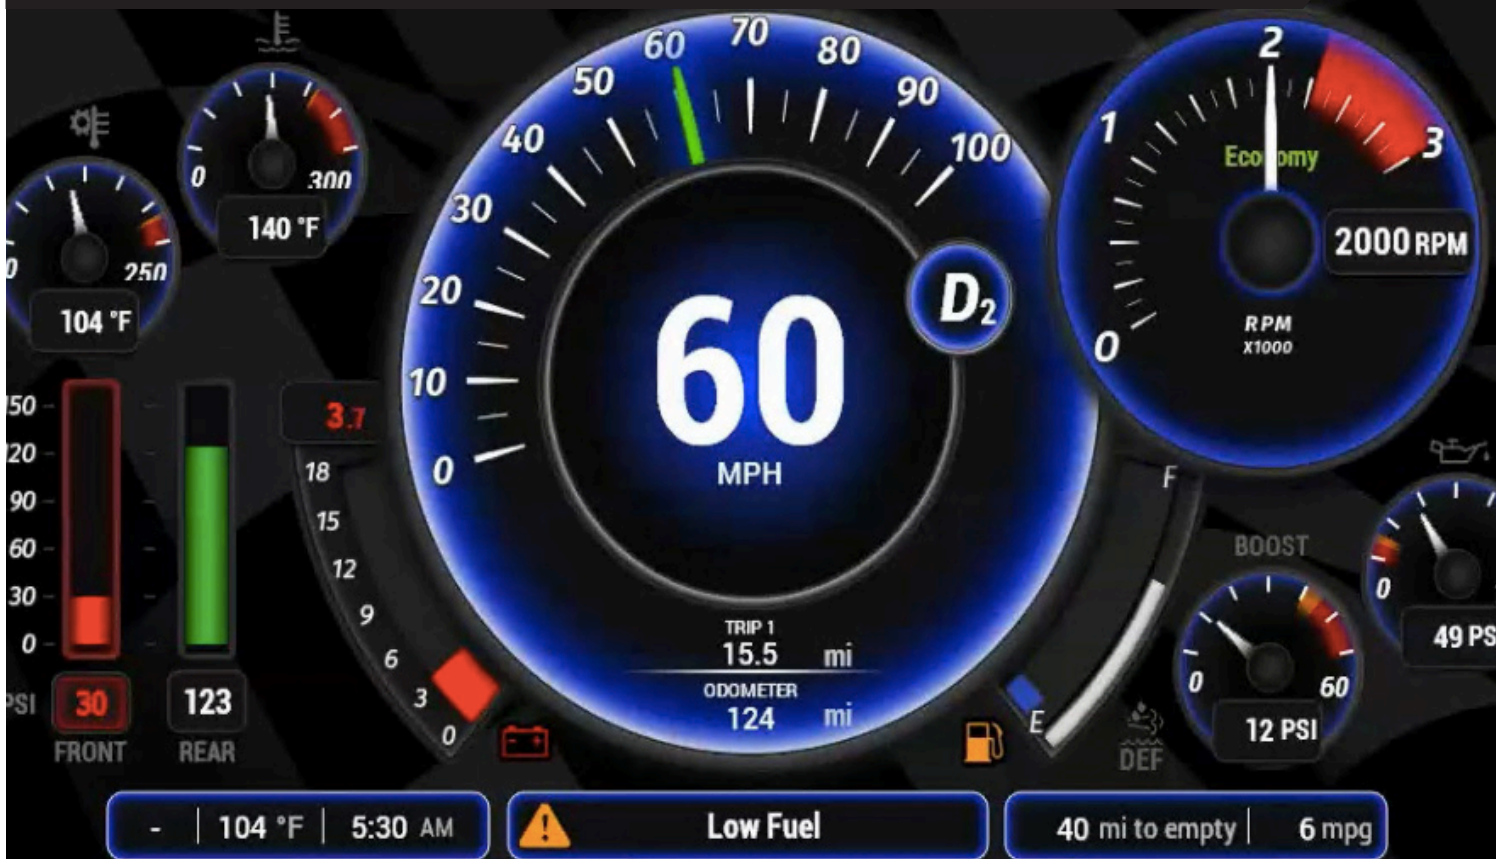 0
300
140 °F
0
250
104 °F
0
10
20
30
40
50
60
70
80
90
100
60
MPH
D2
0
1
2
3
Economy
2000 RPM
RPM
X1000
150
120
90
60
30
0
PSI
30
123
FRONT
REAR
3.7
18
15
12
9
6
3
0
TRIP 1
15.5 mi
ODOMETER
124 mi
F
E
DEF
BOOST
0
60
12 PSI
0
49 PS
- | 104 °F | 5:30 AM
Low Fuel
40 mi to empty | 6 mpg